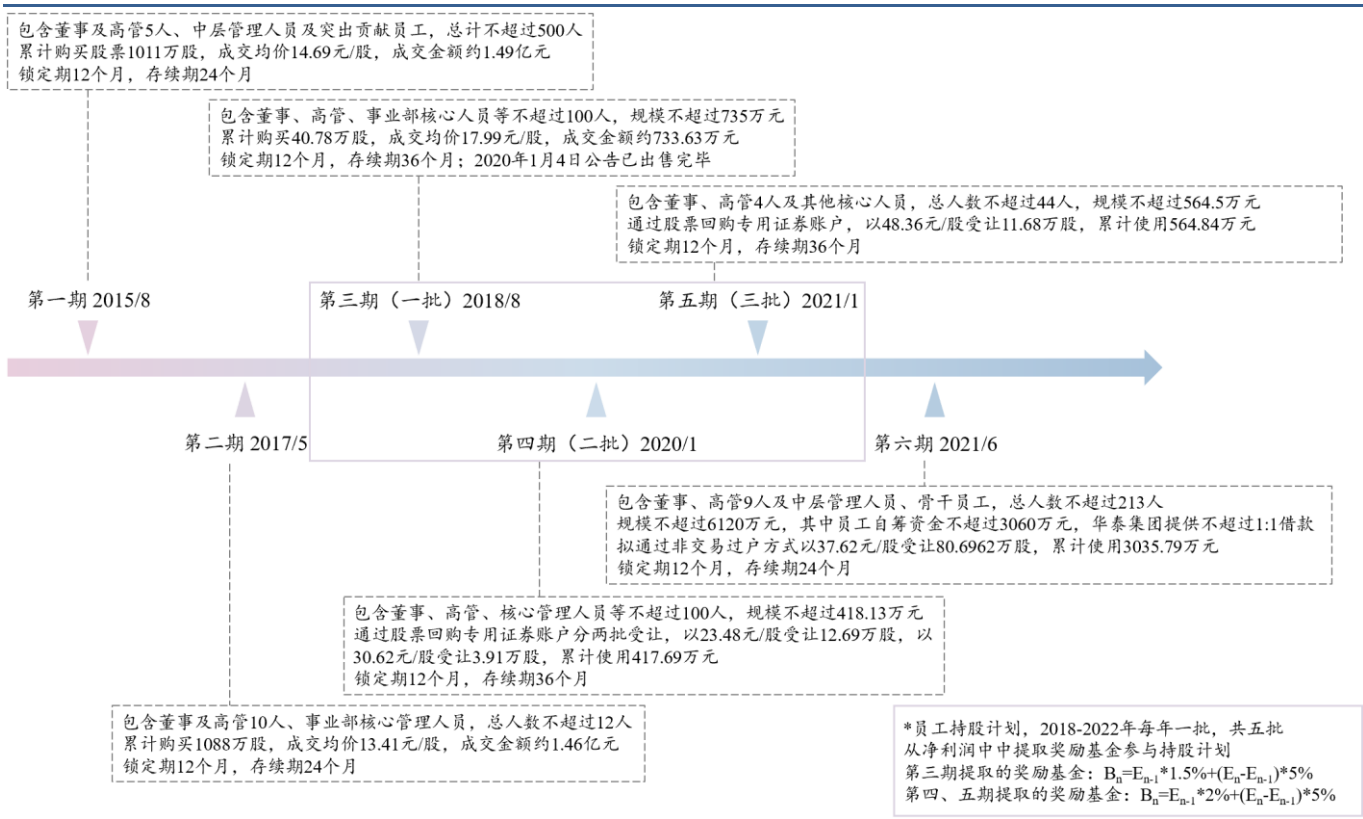 包含董事及高管5人、中层管理人员及突出贡献员工，总计不超过500人
累计购买股票1011万股，成交均价14.69元/股，成交金额约1.49亿元
锁定期12个月，存续期24个月
包含董事、高管、事业部核心人员等不超过100人，规模不超过735万元
累计购买40.78万股，成交均价17.99元/股，成交金额约733.63万元
锁定期12个月，存续期36个月；2020年1月4日公告已出售完毕
包含董事、高管4人及其他核心人员，总人数不超过44人，规模不超过564.5万元
通过股票回购专用证券账户，以48.36元/股受让11.68万股，累计使用564.84万元
锁定期12个月，存续期36个月
第一期 2015/8
第三期（一批）2018/8
第五期（三批）2021/1
第二期 2017/5
第四期（二批）2020/1
第六期 2021/6
包含董事、高管9人及中层管理人员、骨干员工，总人数不超过213人
规模不超过6120万元，其中员工自筹资金不超过3060万元，华泰集团提供不超过1:1借款
拟通过非交易过户方式以37.62元/股受让80.6962万股，累计使用3035.79万元
锁定期12个月，存续期24个月
包含董事、高管、核心管理人员等不超过100人，规模不超过418.13万元
通过股票回购专用证券账户分两批受让，以23.48元/股受让12.69万股，以
30.62元/股受让3.91万股，累计使用417.69万元
锁定期12个月，存续期36个月
包含董事及高管10人、事业部核心管理人员，总人数不超过12人
累计购买1088万股，成交均价13.41元/股，成交金额约1.46亿元
锁定期12个月，存续期24个月
*员工持股计划，2018-2022年每年一批，共五批
从净利润中中提取奖励基金参与持股计划
第三期提取的奖励基金：Bₙ=Eₙ₋₁*1.5%+(Eₙ-Eₙ₋₁)*5%
第四、五期提取的奖励基金：Bₙ=Eₙ₋₁*2%+(Eₙ-Eₙ₋₁)*5%